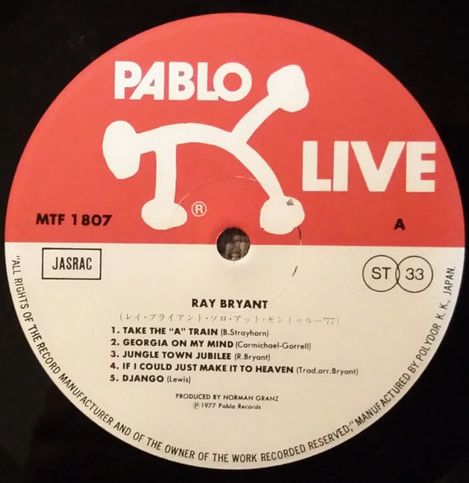 PABLO
LIVE
®
MTF 1807
A
JASRAC
ST 33
RAY BRYANT
(レイ・ブライアント・ソロ・アット・モントゥルー'77)
1. TAKE THE "A" TRAIN (B.Strayhorn)
2. GEORGIA ON MY MIND (Carmichael-Gorrell)
3. JUNGLE TOWN JUBILEE (R.Bryant)
4. IF I COULD JUST MAKE IT TO HEAVEN (Trad.arr.Bryant)
5. DJANGO (Lewis)
PRODUCED BY NORMAN GRANZ
Ⓟ 1977 Pablo Records
"ALL RIGHTS OF THE RECORD MANUFACTURER AND OF THE OWNER OF THE WORK RECORDED RESERVED;" MANUFACTURED BY POLYDOR K. K., JAPAN.